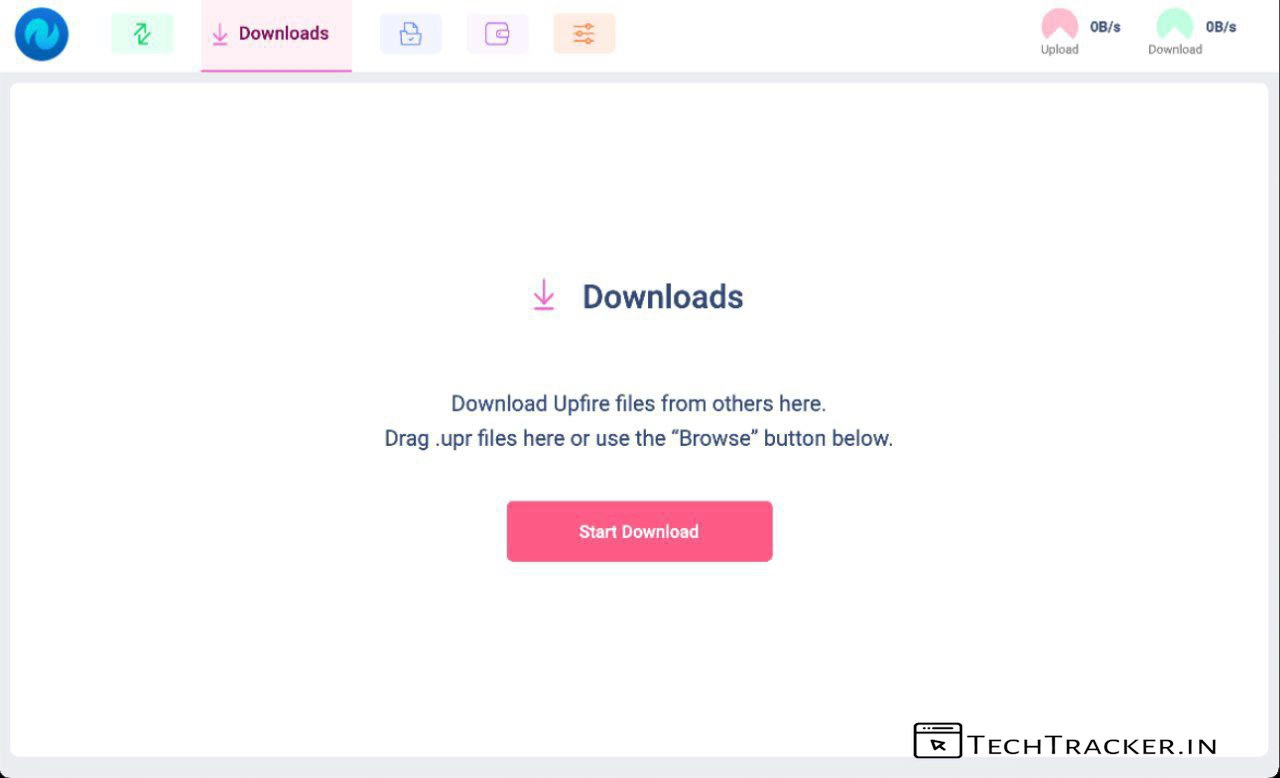 Downloads
0B/s
Upload
0B/s
Download
Downloads
Download Upfire files from others here.
Drag .upr files here or use the “Browse” button below.
Start Download
TECHTRACKER.IN